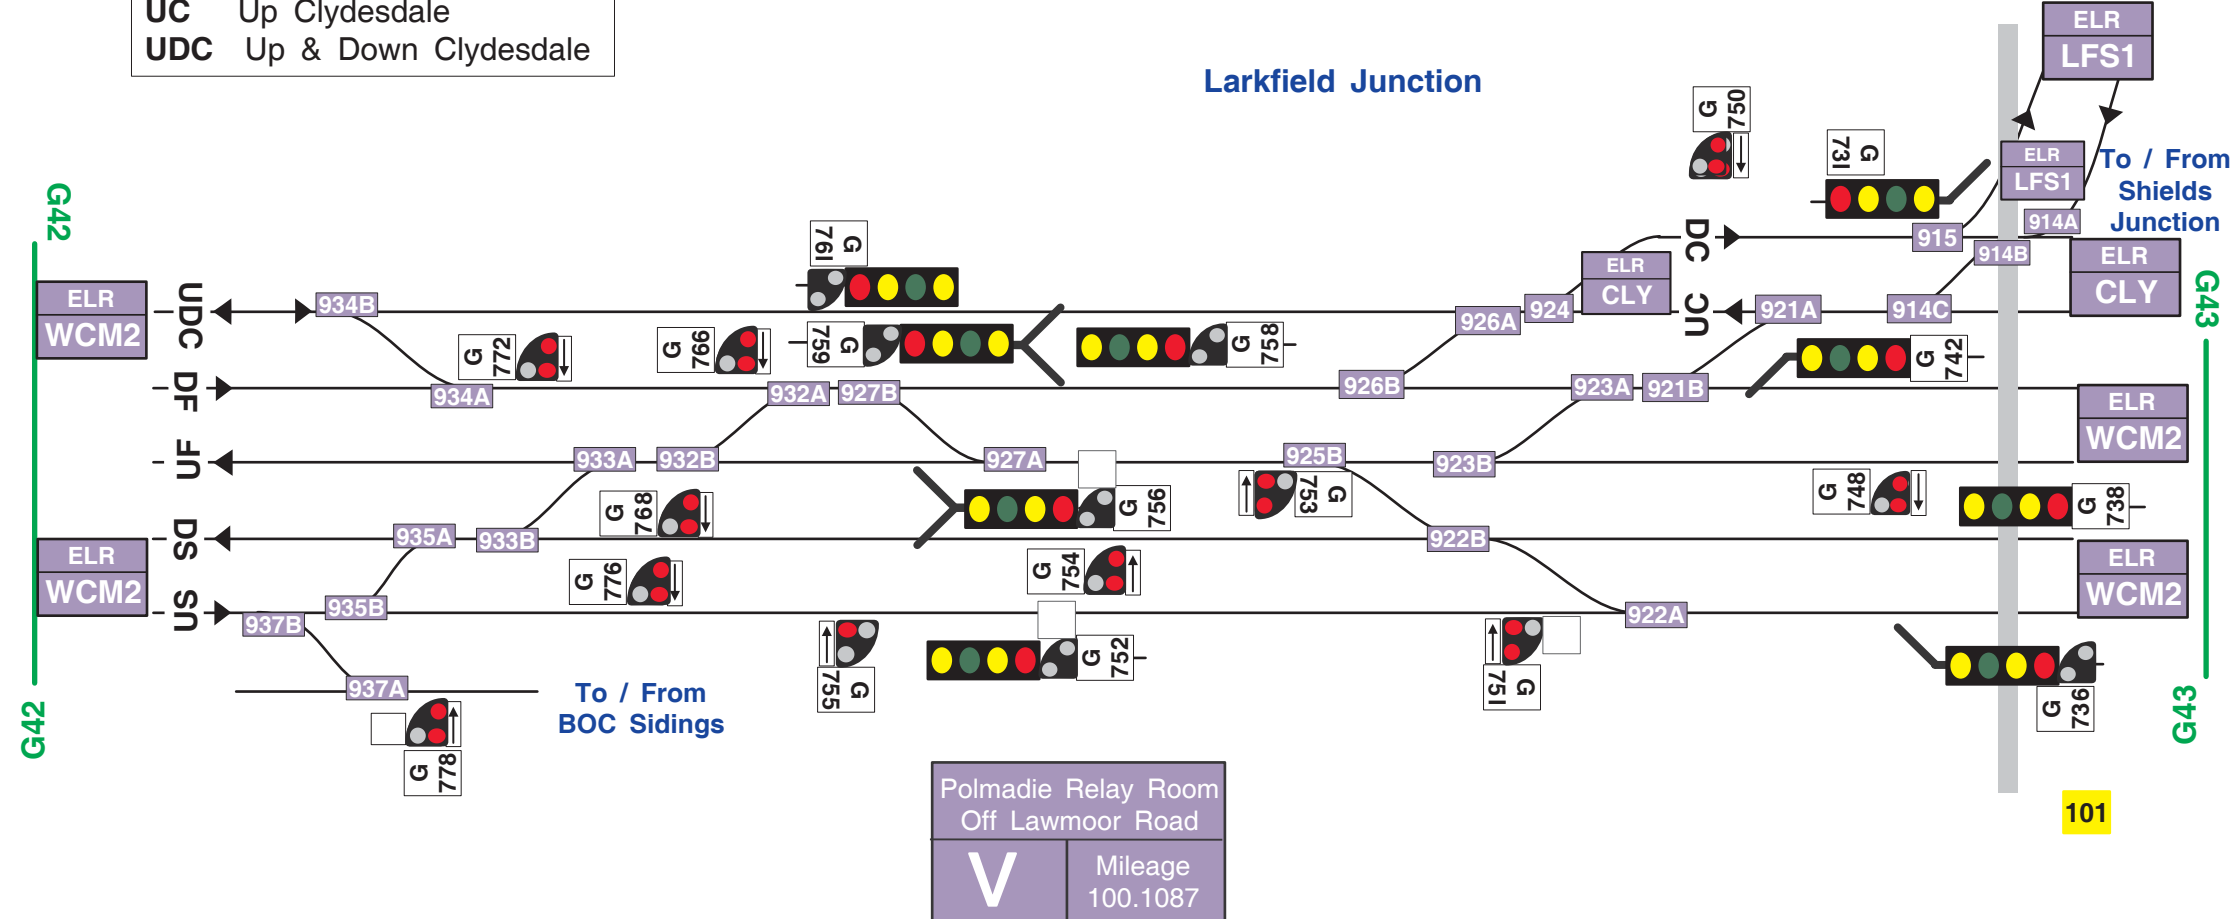 UC Up Clydesdale
UDC Up & Down Clydesdale
Larkfield Junction
ELR
LFS1
G
750
G
731
ELR
LFS1
To / From
Shields
Junction
914A
G42
G
761
DC
915
914B
ELR
CLY
ELR
CLY
G43
ELR
WCM2
UDC
934B
926A
924
UC
921A
914C
G
772
G
766
G
759
G
758
G
742
DF
934A
932A
927B
926B
923A
921B
ELR
WCM2
UF
933A
932B
927A
925B
923B
G
768
G
756
G
753
G
748
G
738
DS
935A
933B
922B
ELR
WCM2
ELR
WCM2
G
776
G
754
US
937B
935B
922A
G
755
G
752
G
751
G
736
937A
To / From
BOC Sidings
G42
G43
G
778
Polmadie Relay Room
Off Lawmoor Road
V
Mileage
100.1087
101